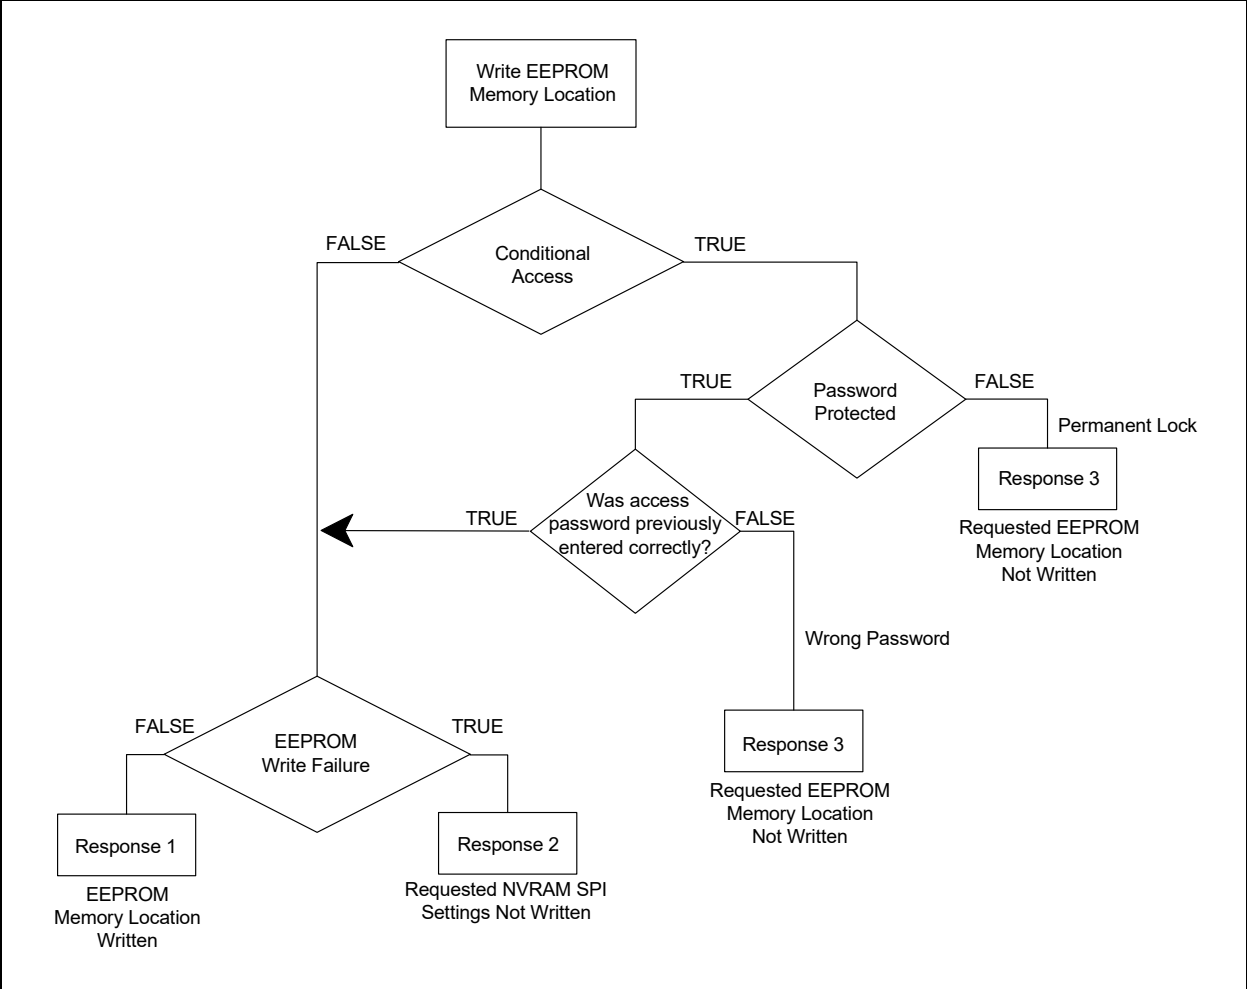 Write EEPROM
Memory Location
FALSE
TRUE
Conditional
Access
TRUE
FALSE
Password
Protected
Permanent Lock
Response 3
Requested EEPROM
Memory Location
Not Written
TRUE
Was access
password previously
entered correctly?
FALSE
Wrong Password
Response 3
Requested EEPROM
Memory Location
Not Written
FALSE
TRUE
EEPROM
Write Failure
Response 1
EEPROM
Memory Location
Written
Response 2
Requested NVRAM SPI
Settings Not Written